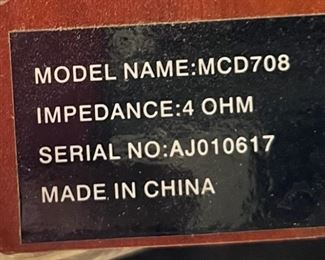 MODEL NAME:MCD708
IMPEDANCE:4 OHM
SERIAL NO:AJ010617
MADE IN CHINA